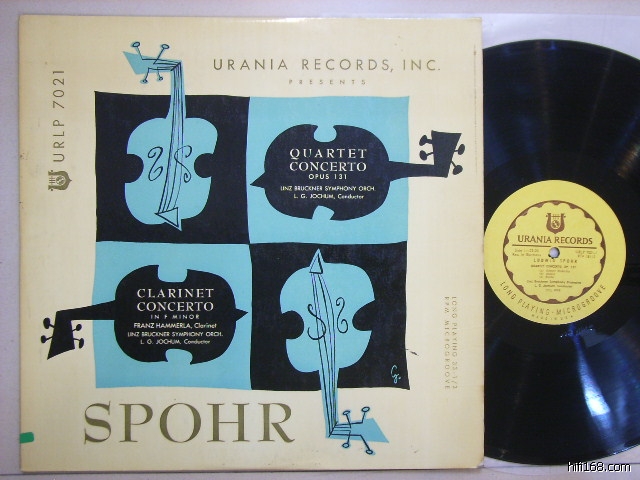 URLP 7021
URANIA RECORDS, INC.
PRESENTS
QUARTET
CONCERTO
OPUS 131
LINZ BRUCKNER SYMPHONY ORCH.
L. G. JOCHUM, Conductor
CLARINET
CONCERTO
IN F MINOR
FRANZ HAMMERLA, Clarinet
LINZ BRUCKNER SYMPHONY ORCH.
L. G. JOCHUM, Conductor
LONG PLAYING 33 1/3
R.P.M. MICROGROOVE
SPOHR
URANIA RECORDS
LUDWIG SPOHR
LONG PLAYING - MICROGROOVE
hifi168.com